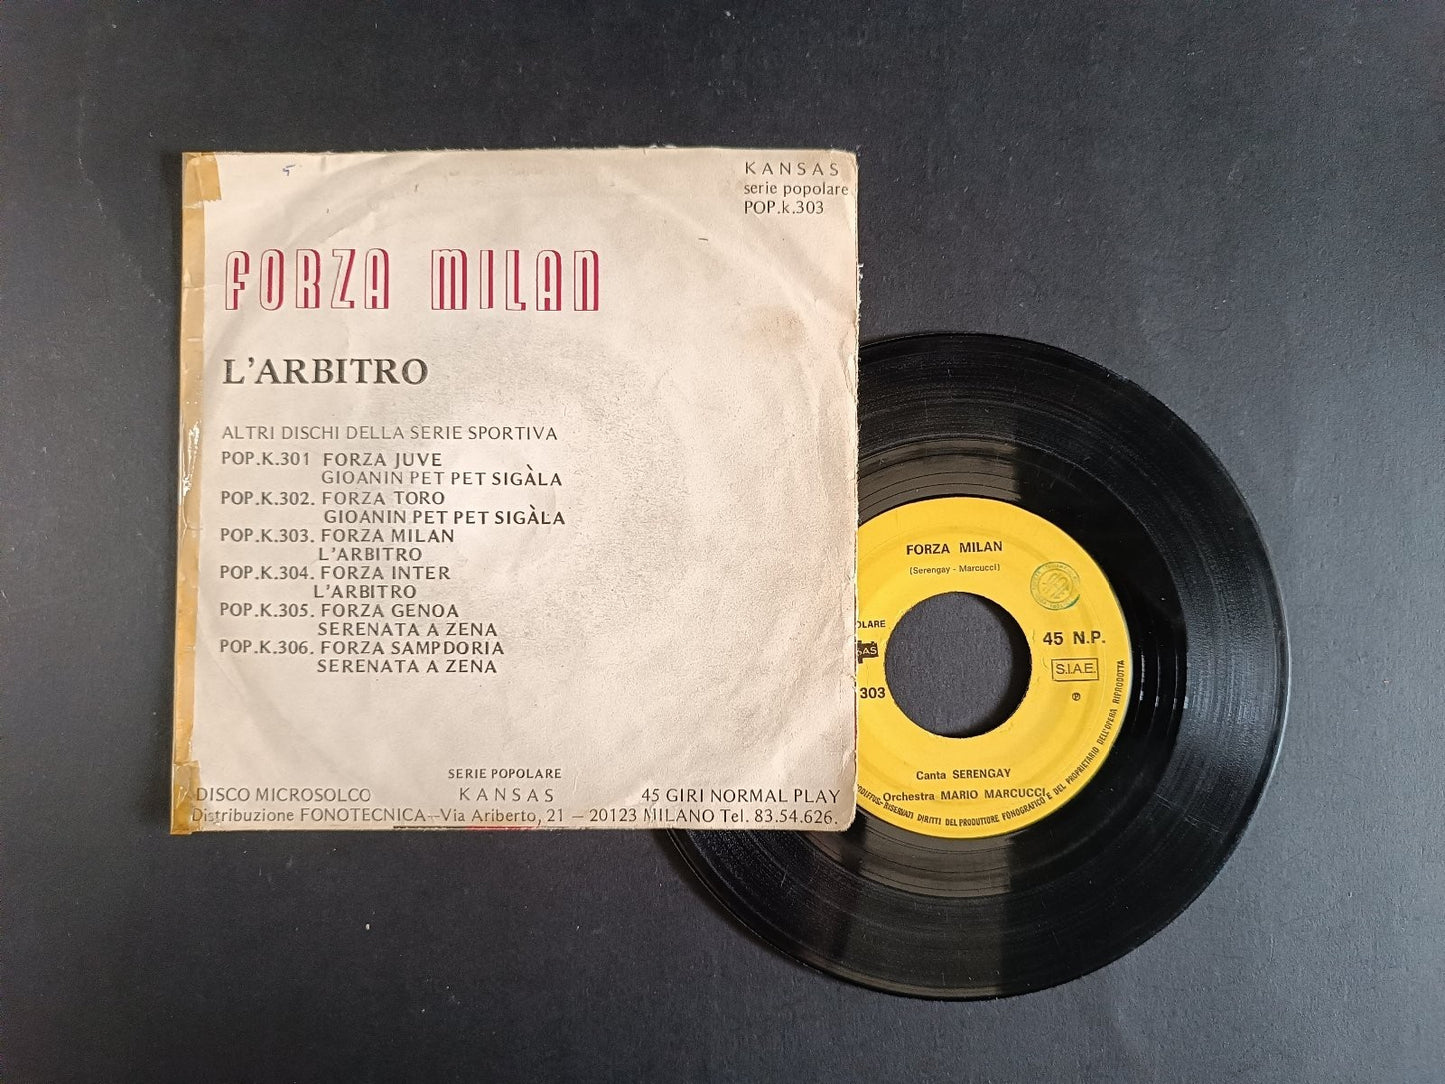 KANSAS
serie popolare
POP.k.303
FORZA MILAN
L'ARBITRO
ALTRI DISCHI DELLA SERIE SPORTIVA
POP.K.301 FORZA JUVE
GIOANIN PET PET SIGÀLA
POP.K.302. FORZA TORO
GIOANIN PET PET SIGÀLA
POP.K.303. FORZA MILAN
L'ARBITRO
POP.K.304. FORZA INTER
L'ARBITRO
POP.K.305. FORZA GENOA
SERENATA A ZENA
POP.K.306. FORZA SAMPDORIA
SERENATA A ZENA
SERIE POPOLARE
DISCO MICROSOLCO KANSAS 45 GIRI NORMAL PLAY
Distribuzione FONOTECNICA—Via Ariberto, 21 — 20123 MILANO Tel. 83.54.626.
FORZA MILAN
(Serengay - Marcucci)
45 N.P.
S.I.A.E.
℗
303
Canta SERENGAY
Orchestra MARIO MARCUCCI
RISERVATI DIRITTI DEL PRODUTTORE FONOGRAFICO E DEL PROPRIETARIO DELL'OPERA RIPRODOTTA